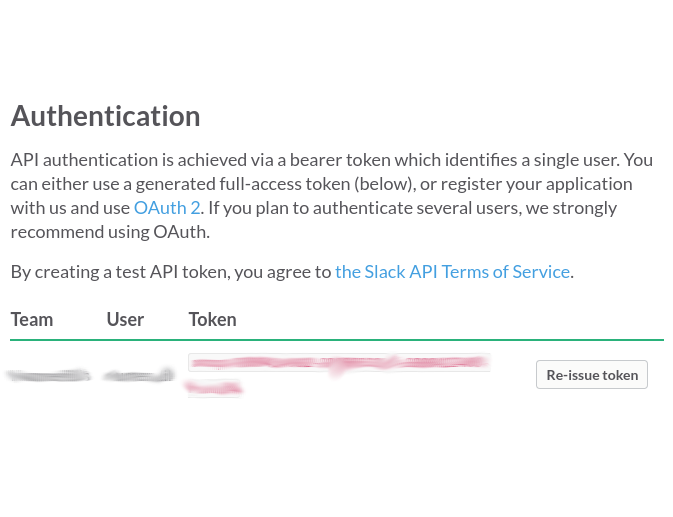 Authentication
API authentication is achieved via a bearer token which identifies a single user. You
can either use a generated full-access token (below), or register your application
with us and use OAuth 2. If you plan to authenticate several users, we strongly
recommend using OAuth.
By creating a test API token, you agree to the Slack API Terms of Service.
Team User Token
Re-issue token